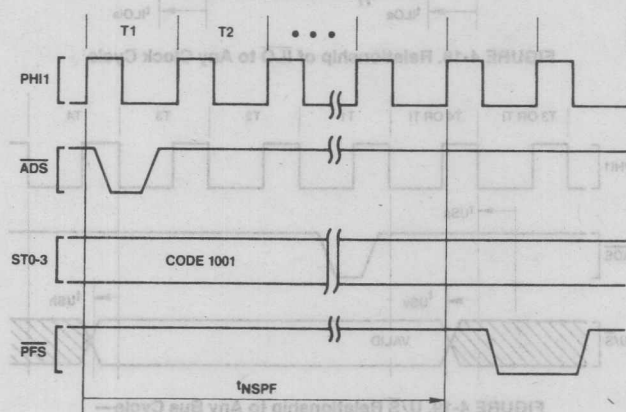 T1 T2 • • •
PHI1
ADS
ST0-3 CODE 1001
PFS
tNSPF